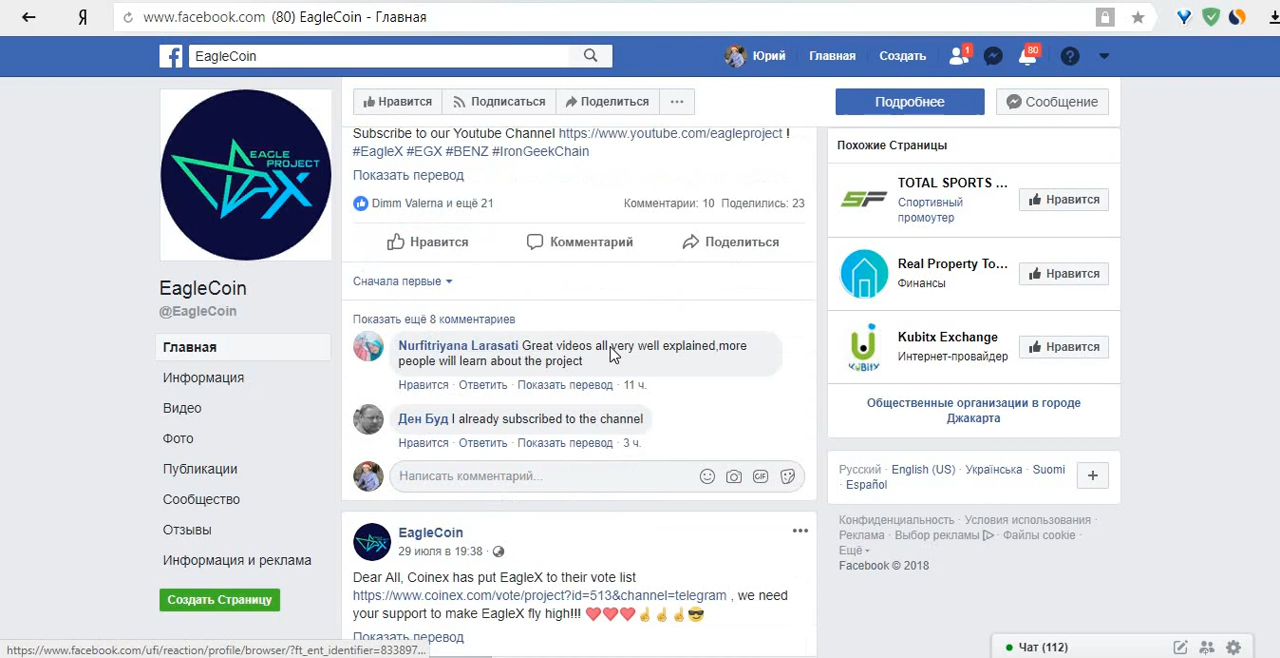 Я www.facebook.com (80) EagleCoin - Главная
EagleCoin
Юрий Главная Создать 1 80
EAGLE PROJECT X
EagleCoin
@EagleCoin
Главная
Информация
Видео
Фото
Публикации
Сообщество
Отзывы
Информация и реклама
Создать Страницу
Нравится Подписаться Поделиться ...
Подробнее Сообщение
Subscribe to our Youtube Channel https://www.youtube.com/eagleproject !
#EagleX #EGX #BENZ #IronGeekChain
Показать перевод
Dimm Valerna и ещё 21 Комментарии: 10 Поделились: 23
Нравится Комментарий Поделиться
Сначала первые
Показать ещё 8 комментариев
Nurfitriyana Larasati Great videos all,very well explained,more
people will learn about the project
Нравится · Ответить · Показать перевод · 11 ч.
Ден Буд I already subscribed to the channel
Нравится · Ответить · Показать перевод · 3 ч.
Написать комментарий... GIF
EagleCoin
29 июля в 19:38 ·
Dear All, Coinex has put EagleX to their vote list
https://www.coinex.com/vote/project?id=513&channel=telegram , we need
your support to make EagleX fly high!!! ❤️❤️❤️☝️☝️☝️😎
Показать перевод
Похожие Страницы
SF TOTAL SPORTS ... Нравится
Спортивный
промоутер
Real Property To... Нравится
Финансы
KUBITX Kubitx Exchange Нравится
Интернет-провайдер
Общественные организации в городе
Джакарта
Русский · English (US) · Українська · Suomi
· Español
Конфиденциальность · Условия использования ·
Реклама · Выбор рекламы · Файлы cookie ·
Ещё
Facebook © 2018
https://www.facebook.com/ufi/reaction/profile/browser/?ft_ent_identifier=833897...
Чат (112)